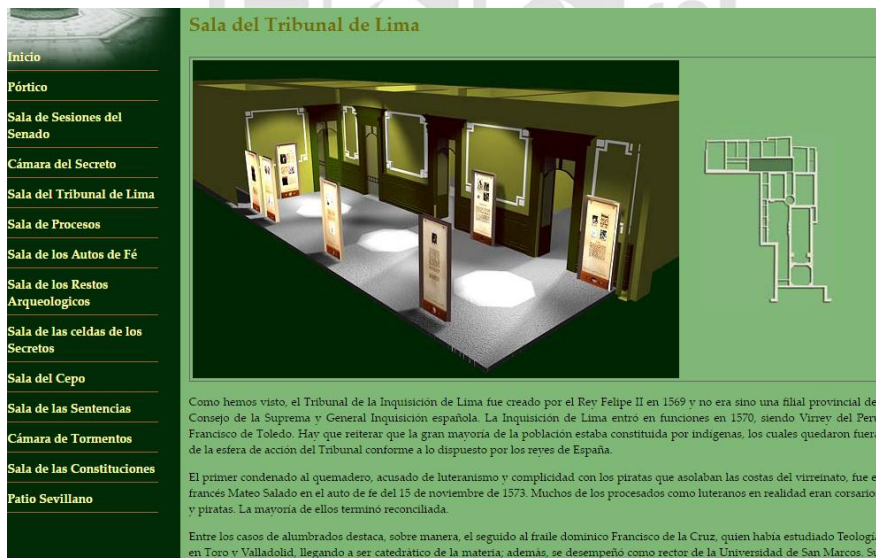 Sala del Tribunal de Lima
Inicio
Pórtico
Sala de Sesiones del
Senado
Cámara del Secreto
Sala del Tribunal de Lima
Sala de Procesos
Sala de los Autos de Fé
Sala de los Restos
Arqueologicos
Sala de las celdas de los
Secretos
Sala del Cepo
Sala de las Sentencias
Cámara de Tormentos
Sala de las Constituciones
Patio Sevillano
Como hemos visto, el Tribunal de la Inquisición de Lima fue creado por el Rey Felipe II en 1569 y no era sino una filial provincial de
Consejo de la Suprema y General Inquisición española. La Inquisición de Lima entró en funciones en 1570, siendo Virrey del Perú
Francisco de Toledo. Hay que reiterar que la gran mayoría de la población estaba constituida por indígenas, los cuales quedaron fuera
de la esfera de acción del Tribunal conforme a lo dispuesto por los reyes de España.
El primer condenado al quemadero, acusado de luteranismo y complicidad con los piratas que asolaban las costas del virreinato, fue e
francés Mateo Salado en el auto de fe del 15 de noviembre de 1573. Muchos de los procesados como luteranos en realidad eran corsario
y piratas. La mayoría de ellos terminó reconciliada.
Entre los casos de alumbrados destaca, sobre manera, el seguido al fraile dominico Francisco de la Cruz, quien había estudiado Teología
en Toro y Valladolid, llegando a ser catedrático de la materia; además, se desempeñó como rector de la Universidad de San Marcos. Su